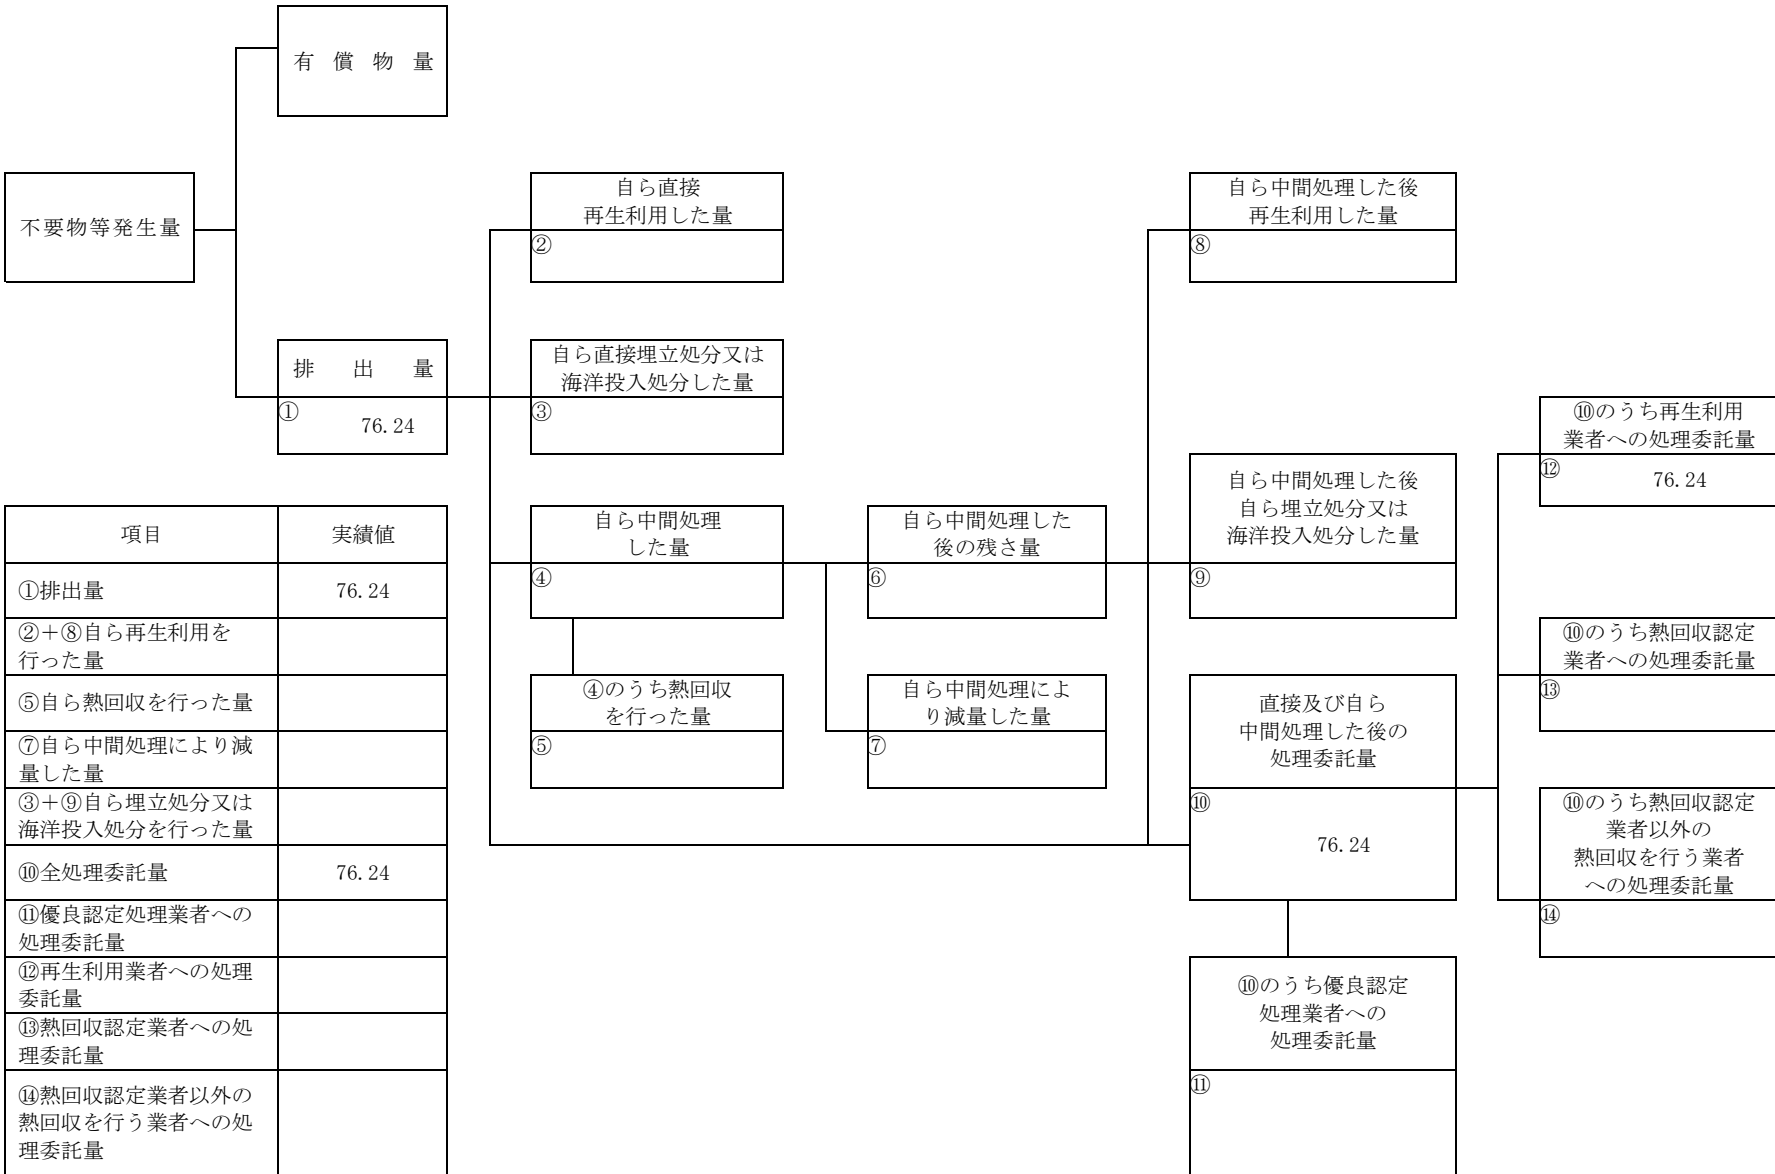 有償物量
不要物等発生量
排出量
①
76.24
自ら直接
再生利用した量
②
自ら直接埋立処分又は
海洋投入処分した量
③
自ら中間処理
した量
④
④のうち熱回収
を行った量
⑤
自ら中間処理した
後の残さ量
⑥
自ら中間処理によ
り減量した量
⑦
自ら中間処理した後
再生利用した量
⑧
自ら中間処理した後
自ら埋立処分又は
海洋投入処分した量
⑨
直接及び自ら
中間処理した後の
処理委託量
⑩
76.24
⑩のうち優良認定
処理業者への
処理委託量
⑪
⑩のうち再生利用
業者への処理委託量
⑫
76.24
⑩のうち熱回収認定
業者への処理委託量
⑬
⑩のうち熱回収認定
業者以外の
熱回収を行う業者
への処理委託量
⑭
項目 実績値
①排出量 76.24
②＋⑧自ら再生利用を
行った量
⑤自ら熱回収を行った量
⑦自ら中間処理により減
量した量
③＋⑨自ら埋立処分又は
海洋投入処分を行った量
⑩全処理委託量 76.24
⑪優良認定処理業者への
処理委託量
⑫再生利用業者への処理
委託量
⑬熱回収認定業者への処
理委託量
⑭熱回収認定業者以外の
熱回収を行う業者への処
理委託量